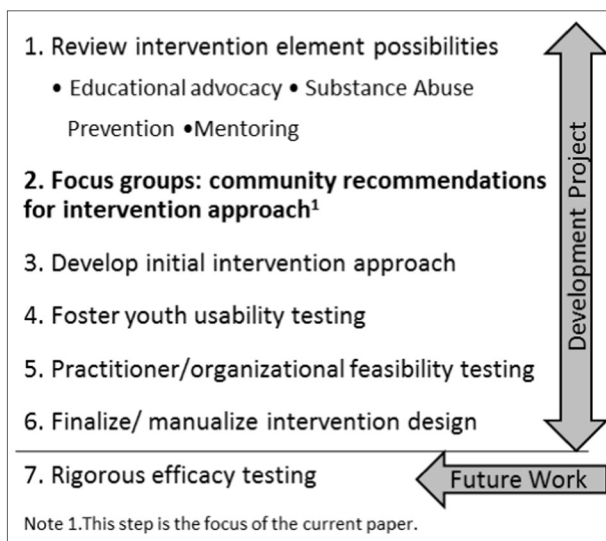 1. Review intervention element possibilities
• Educational advocacy • Substance Abuse
Prevention •Mentoring
2. Focus groups: community recommendations
for intervention approach¹
3. Develop initial intervention approach
4. Foster youth usability testing
5. Practitioner/organizational feasibility testing
6. Finalize/ manualize intervention design
Development Project
7. Rigorous efficacy testing
Future Work
Note 1.This step is the focus of the current paper.